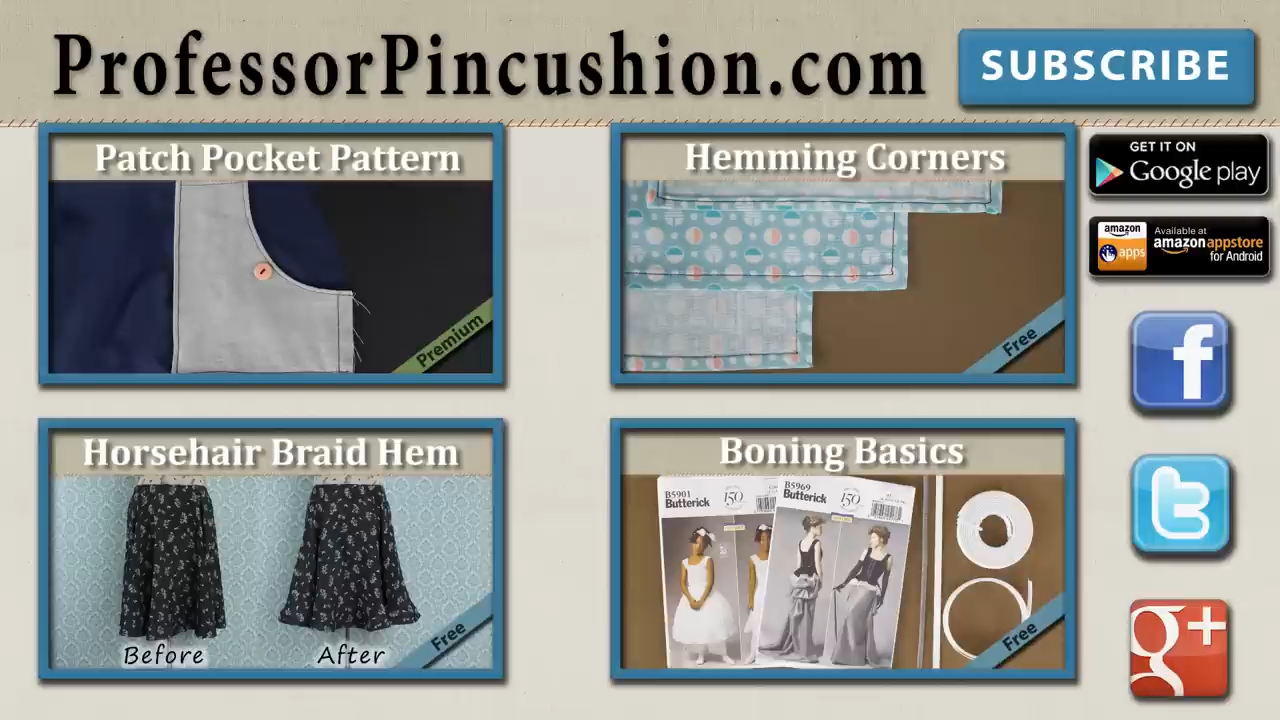 ProfessorPincushion.com
SUBSCRIBE
Patch Pocket Pattern
Premium
Hemming Corners
Free
GET IT ON
Google play
amazon
apps
Available at
amazon appstore
for Android
f
Horsehair Braid Hem
Before
After
Free
Boning Basics
B5901
Butterick
150
B5969
Butterick
150
Free
t
g+